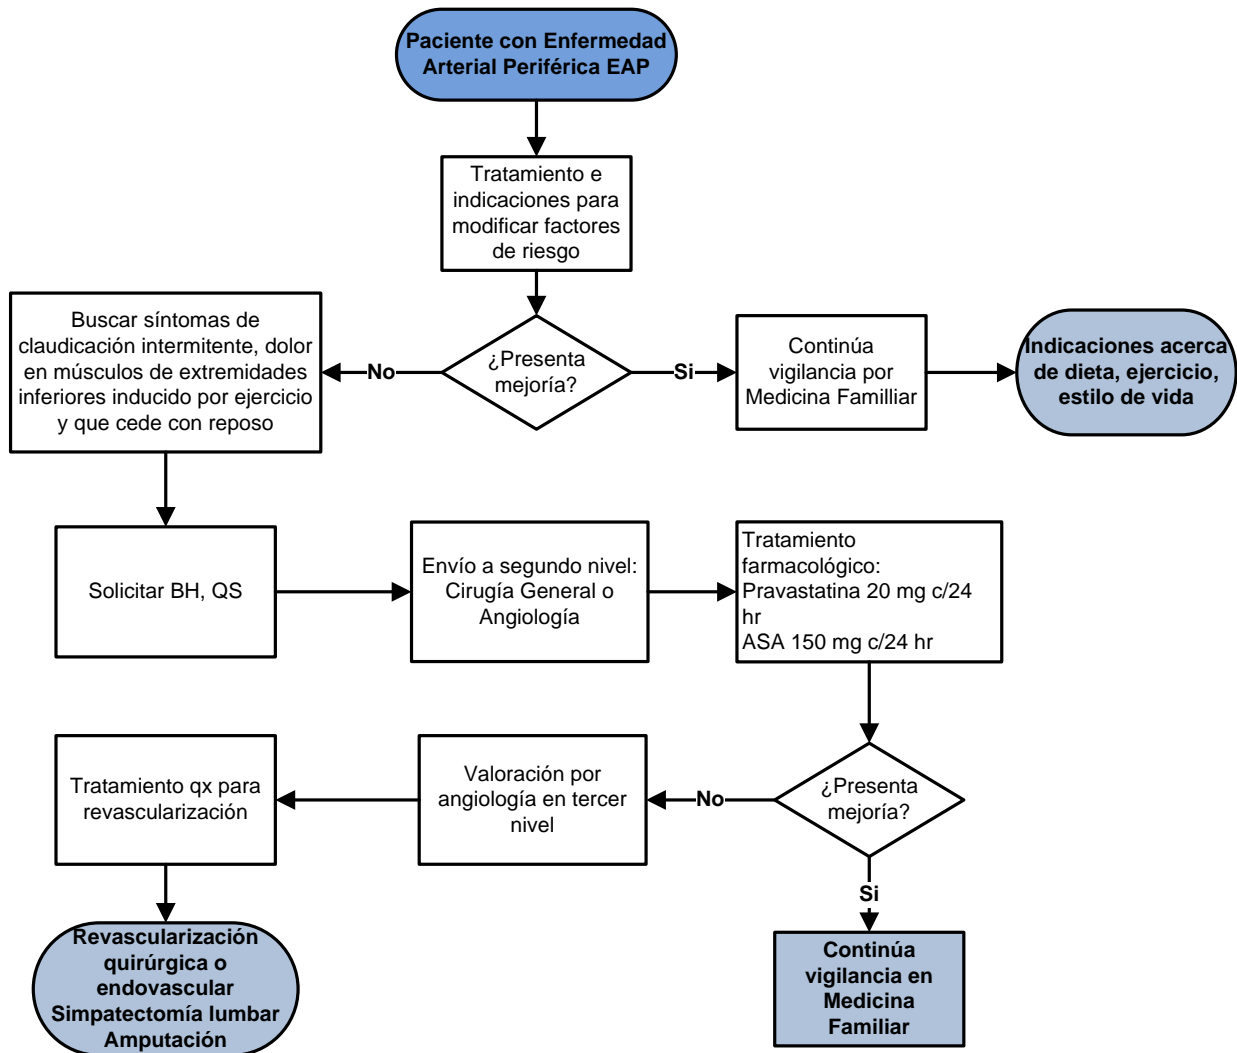 Paciente con Enfermedad
Arterial Periférica EAP
Tratamiento e
indicaciones para
modificar factores
de riesgo
Buscar síntomas de
claudicación intermitente, dolor
en músculos de extremidades
inferiores inducido por ejercicio
y que cede con reposo
No
¿Presenta
mejoría?
Si
Continúa
vigilancia por
Medicina Familliar
Indicaciones acerca
de dieta, ejercicio,
estilo de vida
Solicitar BH, QS
Envío a segundo nivel:
Cirugía General o
Angiología
Tratamiento
farmacológico:
Pravastatina 20 mg c/24
hr
ASA 150 mg c/24 hr
Tratamiento qx para
revascularización
Valoración por
angiología en tercer
nivel
No
¿Presenta
mejoría?
Si
Revascularización
quirúrgica o
endovascular
Simpatectomía lumbar
Amputación
Continúa
vigilancia en
Medicina
Familiar